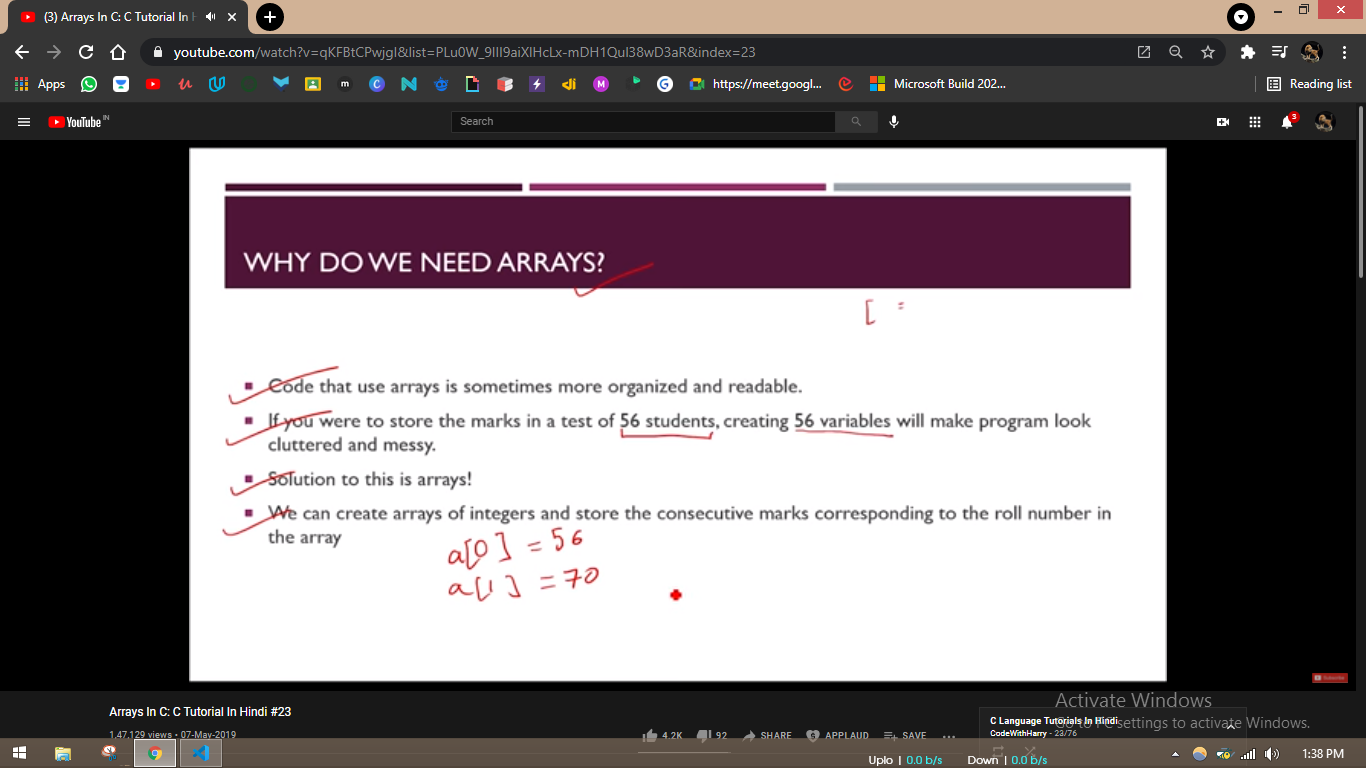 (3) Arrays In C: C Tutorial In H
youtube.com/watch?v=qKFBtCPwjgI&list=PLu0W_9lII9aiXlHcLx-mDH1QuI38wD3aR&index=23
Apps
https://meet.googl...
Microsoft Build 202...
Reading list
YouTube IN
Search
3
WHY DO WE NEED ARRAYS?
[ =
Code that use arrays is sometimes more organized and readable.
If you were to store the marks in a test of 56 students, creating 56 variables will make program look
cluttered and messy.
Solution to this is arrays!
We can create arrays of integers and store the consecutive marks corresponding to the roll number in
the array
a[0] = 56
a[1] = 70
Subscribe
Arrays In C: C Tutorial In Hindi #23
1,47,129 views • 07-May-2019
4.2K
92
SHARE
APPLAUD
SAVE
C Language Tutorials In Hindi
CodeWithHarry - 23/76
Activate Windows
Go to PC settings to activate Windows.
Uplo | 0.0 b/s
Down | 0.0 b/s
1:38 PM